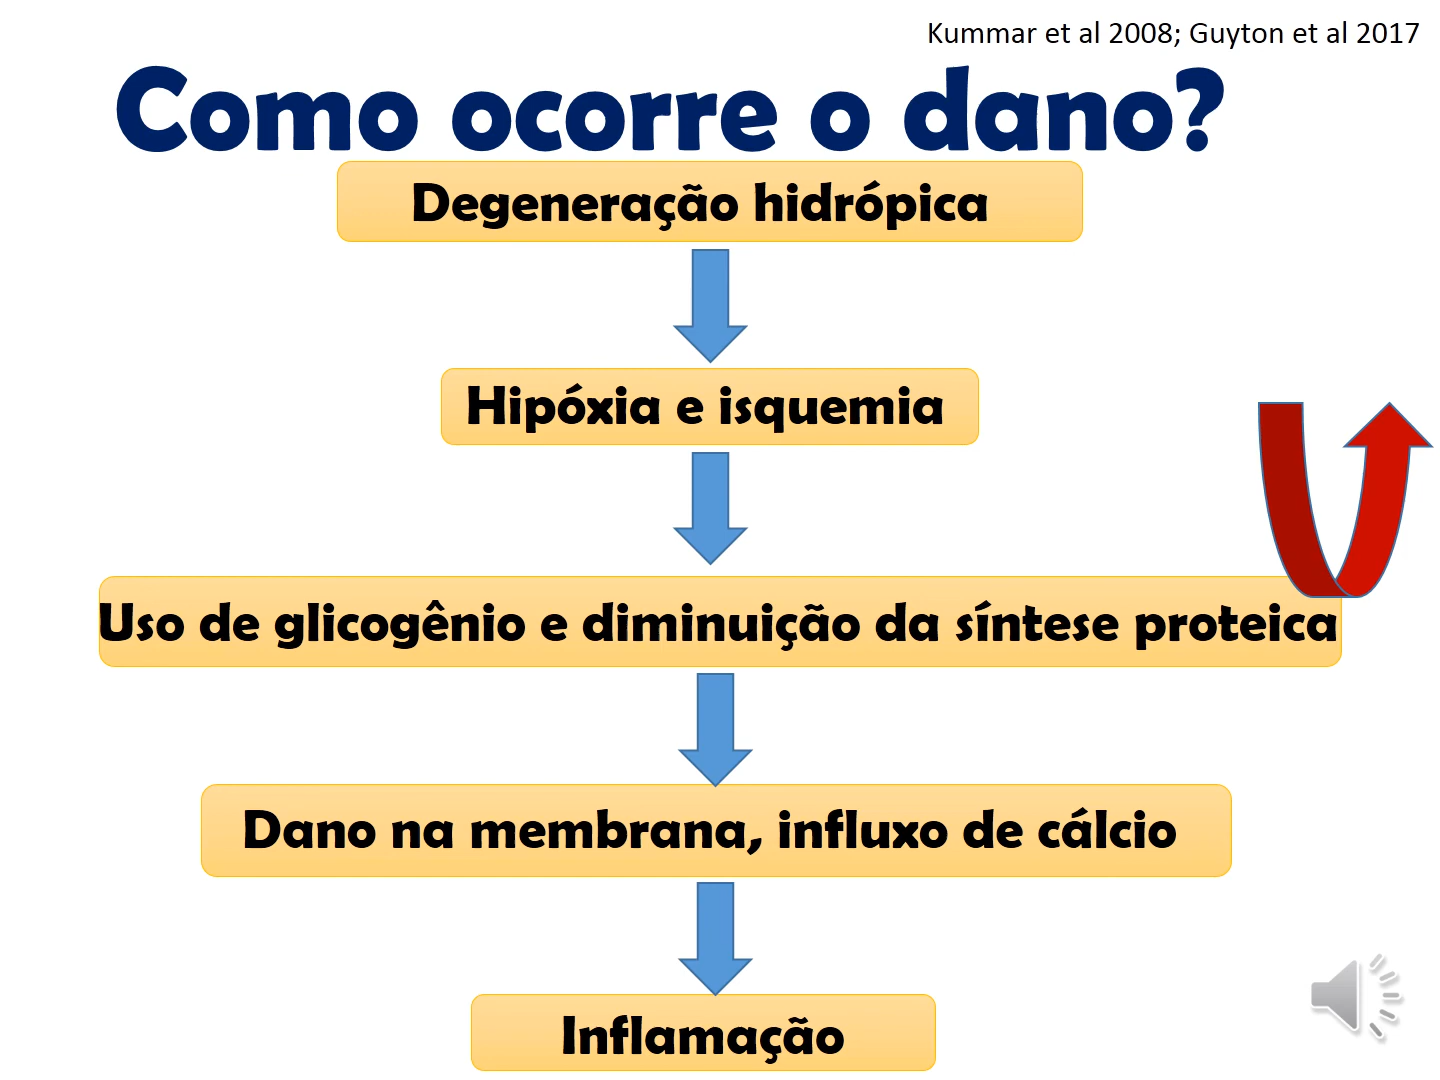 Kummar et al 2008; Guyton et al 2017
Como ocorre o dano?
Degeneração hidrópica
Hipóxia e isquemia
Uso de glicogênio e diminuição da síntese proteica
Dano na membrana, influxo de cálcio
Inflamação